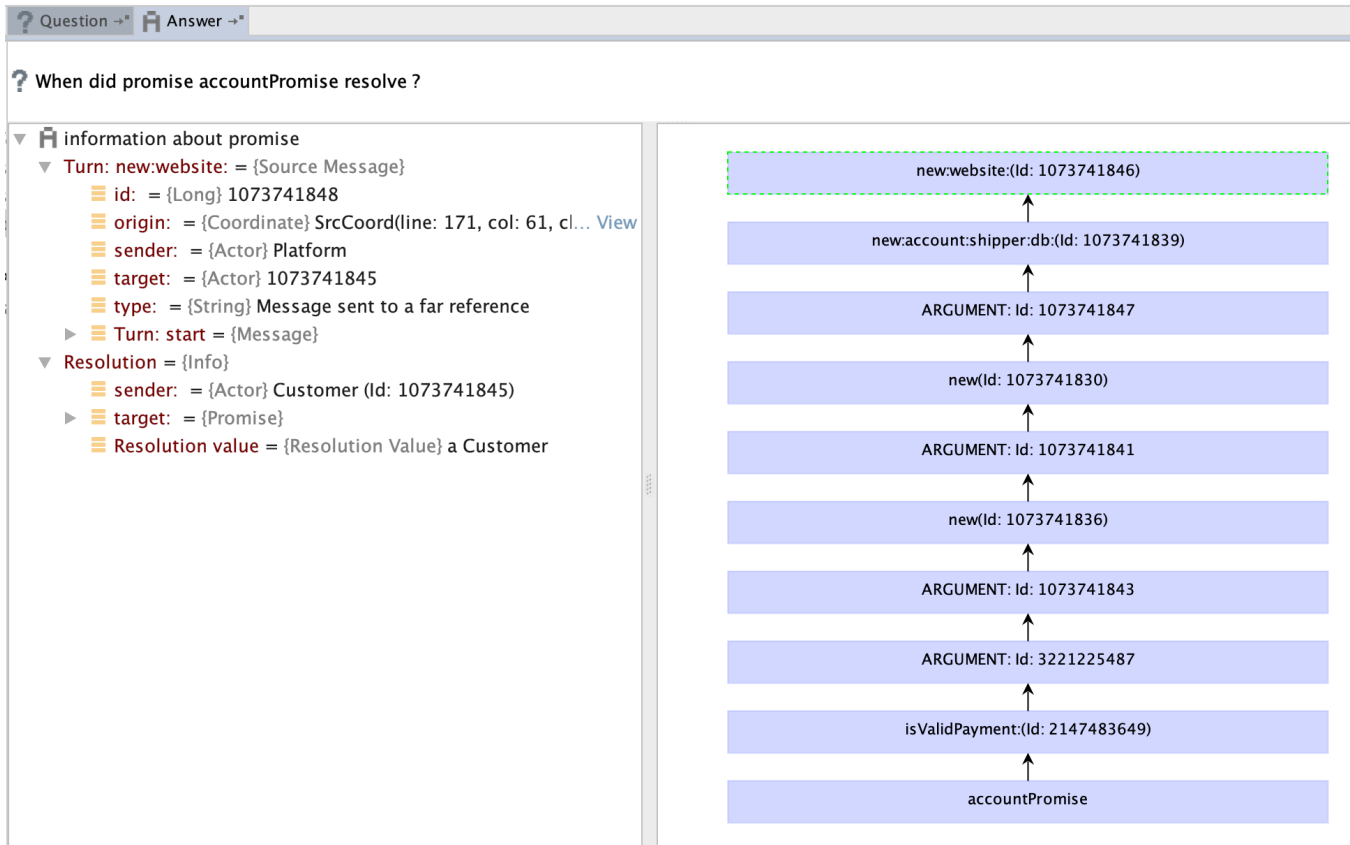 Question
Answer
When did promise accountPromise resolve ?
information about promise
Turn: new:website: = {Source Message}
id: = {Long} 1073741848
origin: = {Coordinate} SrcCoord(line: 171, col: 61, cl... View
sender: = {Actor} Platform
target: = {Actor} 1073741845
type: = {String} Message sent to a far reference
Turn: start = {Message}
Resolution = {Info}
sender: = {Actor} Customer (Id: 1073741845)
target: = {Promise}
Resolution value = {Resolution Value} a Customer
new:website:(Id: 1073741846)
new:account:shipper:db:(Id: 1073741839)
ARGUMENT: Id: 1073741847
new(Id: 1073741830)
ARGUMENT: Id: 1073741841
new(Id: 1073741836)
ARGUMENT: Id: 1073741843
ARGUMENT: Id: 3221225487
isValidPayment:(Id: 2147483649)
accountPromise